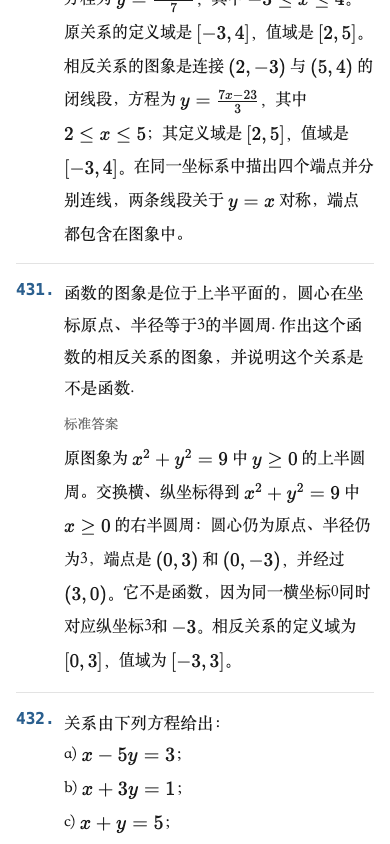 原关系的定义域是 [−3, 4]，值域是 [2, 5]。
相反关系的图象是连接 (2, −3) 与 (5, 4) 的
闭线段，方程为 y = \frac{7x−23}{3}，其中
2 ≤ x ≤ 5；其定义域是 [2, 5]，值域是
[−3, 4]。在同一坐标系中描出四个端点并分
别连线，两条线段关于 y = x 对称，端点
都包含在图象中。
431. 函数的图象是位于上半平面的，圆心在坐
标原点、半径等于3的半圆周. 作出这个函
数的相反关系的图象，并说明这个关系是
不是函数.
标准答案
原图象为 x² + y² = 9 中 y ≥ 0 的上半圆
周。交换横、纵坐标得到 x² + y² = 9 中
x ≥ 0 的右半圆周：圆心仍为原点、半径仍
为3，端点是 (0, 3) 和 (0, −3)，并经过
(3, 0)。它不是函数，因为同一横坐标0同时
对应纵坐标3和 −3。相反关系的定义域为
[0, 3]，值域为 [−3, 3]。
432. 关系由下列方程给出：
a) x − 5y = 3；
b) x + 3y = 1；
c) x + y = 5；